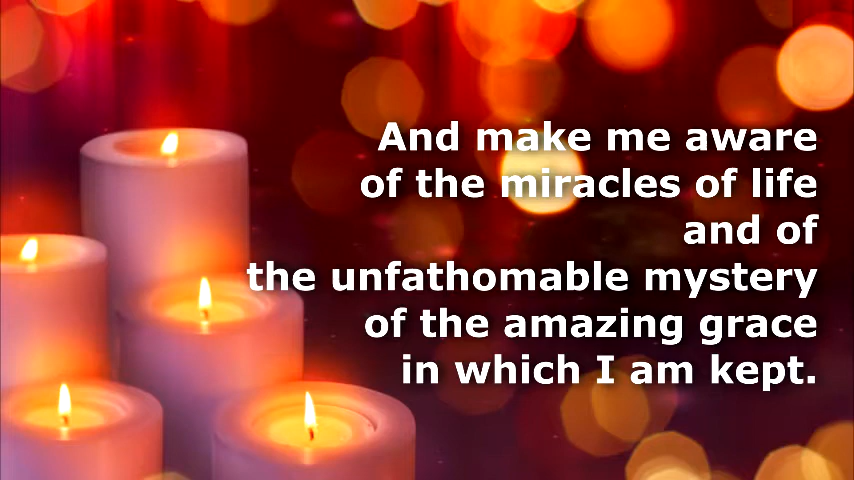 And make me aware
of the miracles of life
and of
the unfathomable mystery
of the amazing grace
in which I am kept.